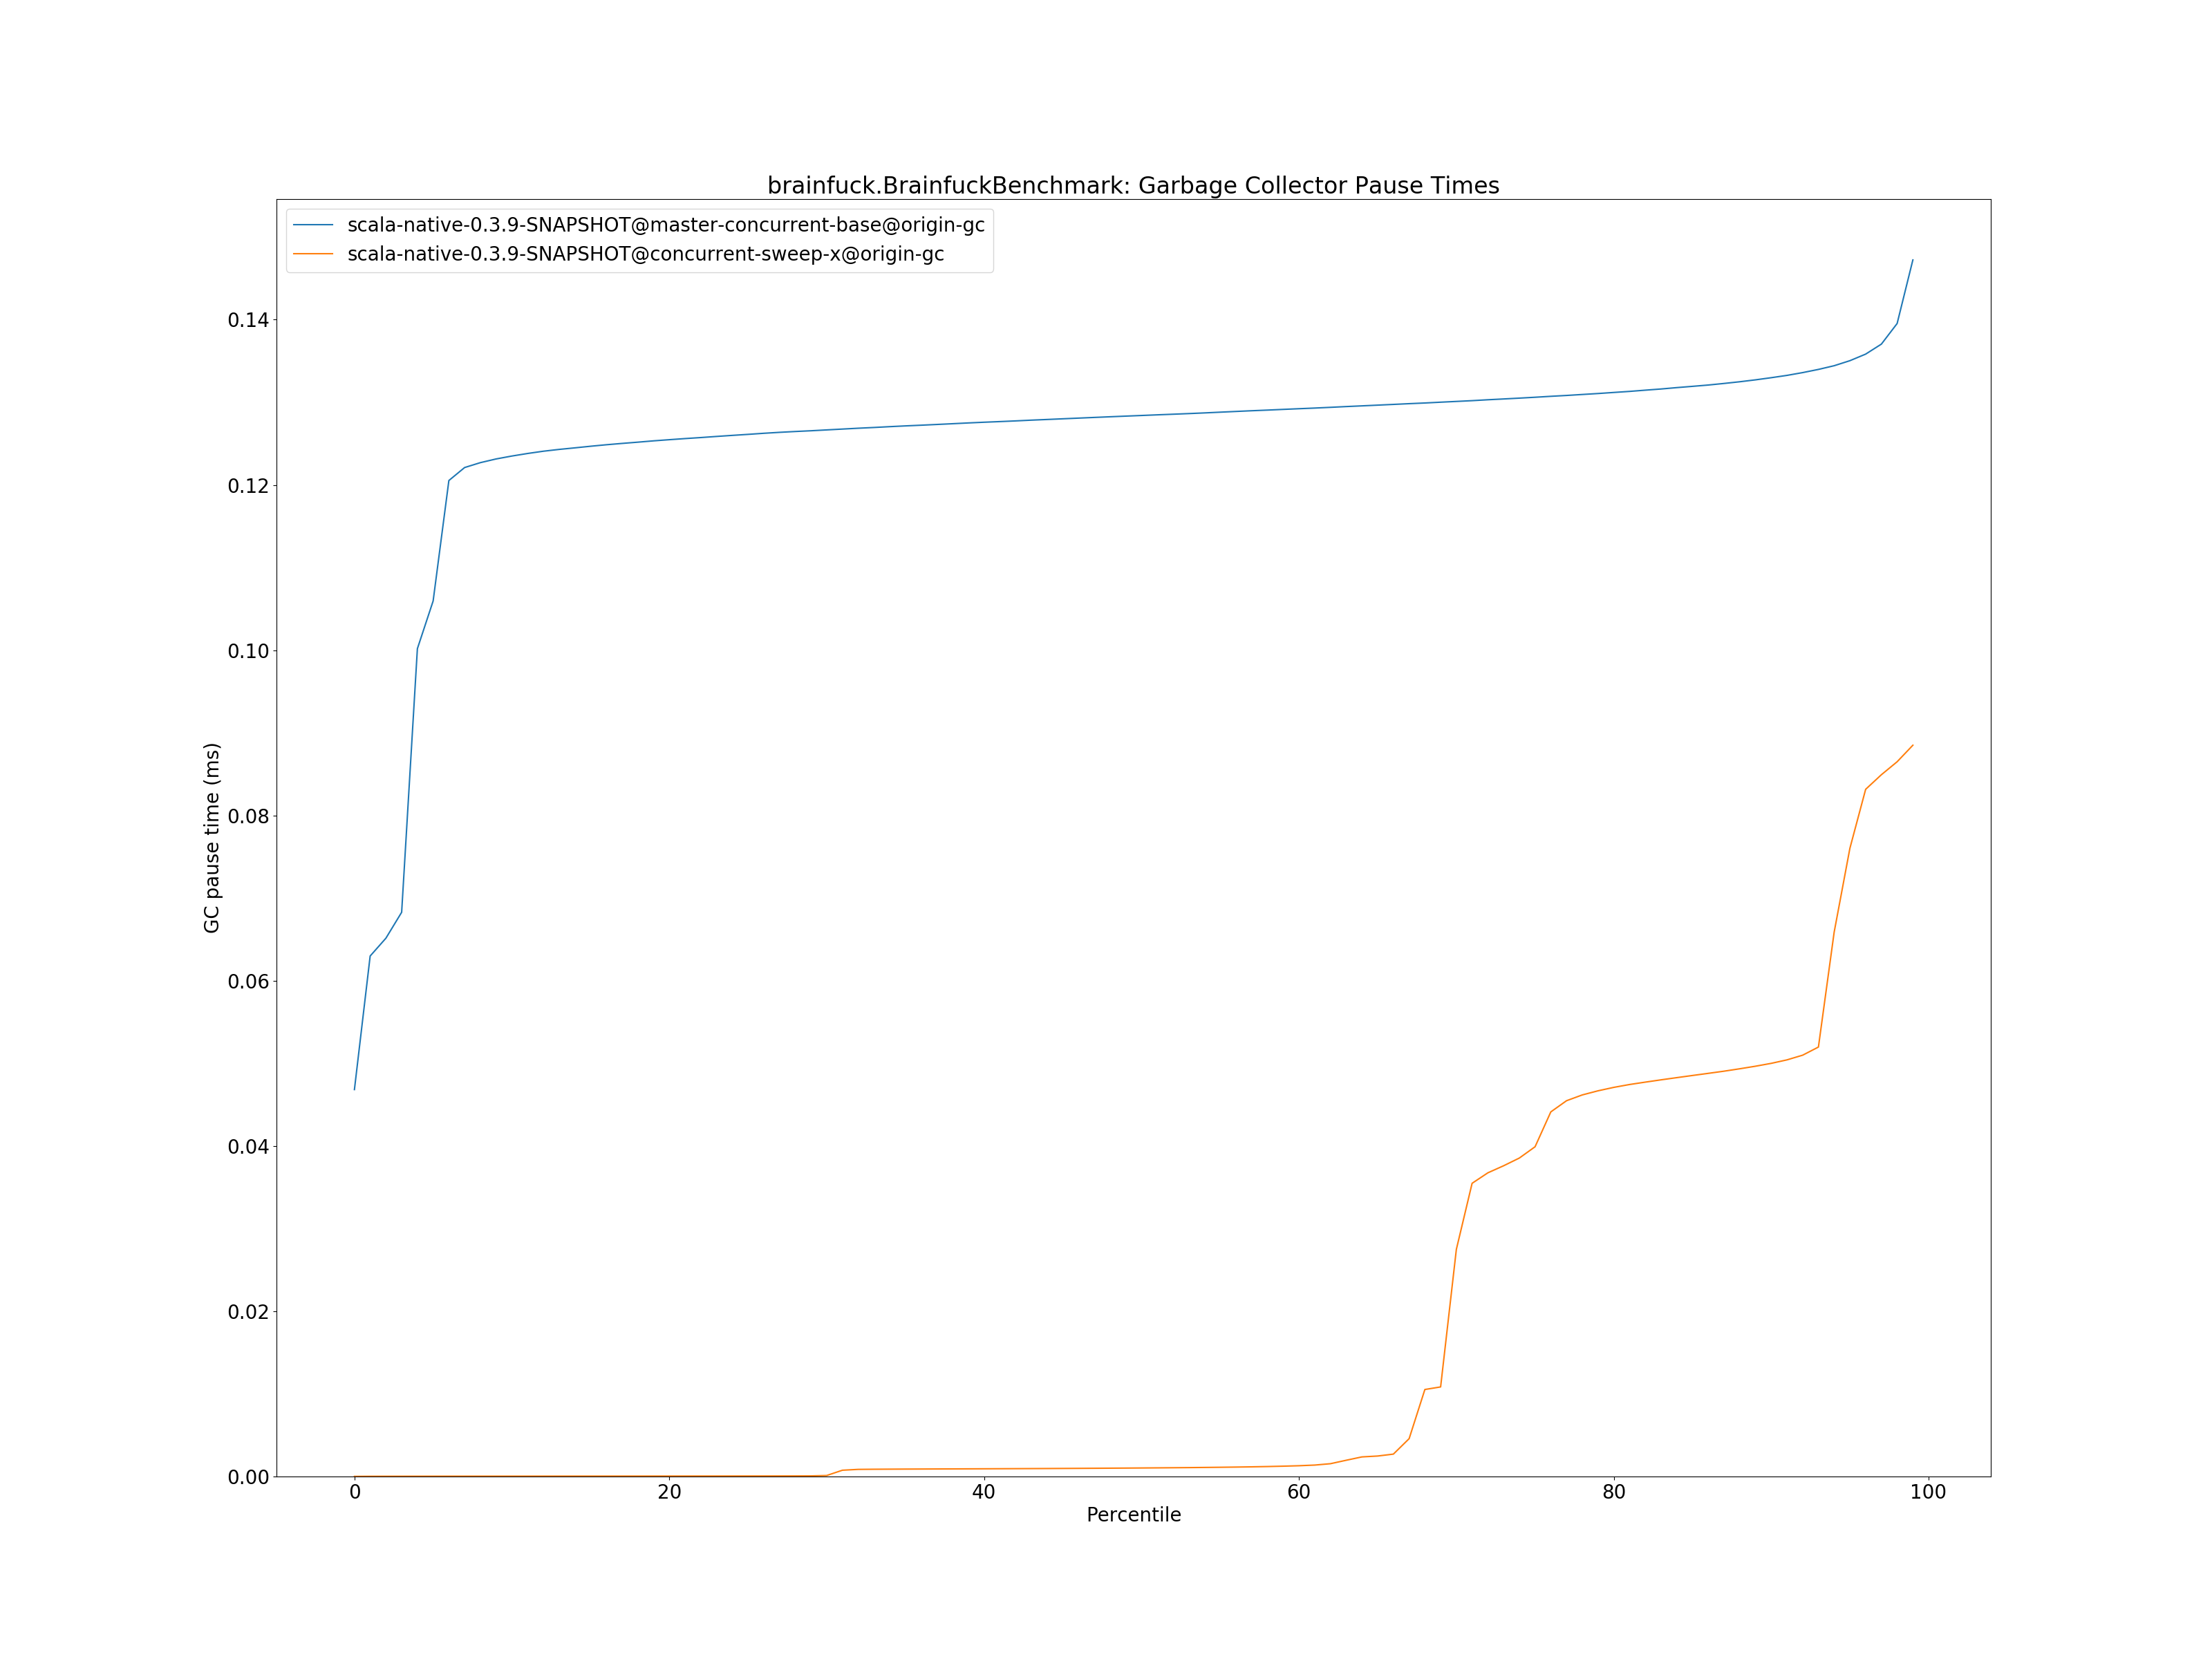 brainfuck.BrainfuckBenchmark: Garbage Collector Pause Times
scala-native-0.3.9-SNAPSHOT@master-concurrent-base@origin-gc
scala-native-0.3.9-SNAPSHOT@concurrent-sweep-x@origin-gc
GC pause time (ms)
0.14
0.12
0.10
0.08
0.06
0.04
0.02
0.00
0 20 40 60 80 100
Percentile